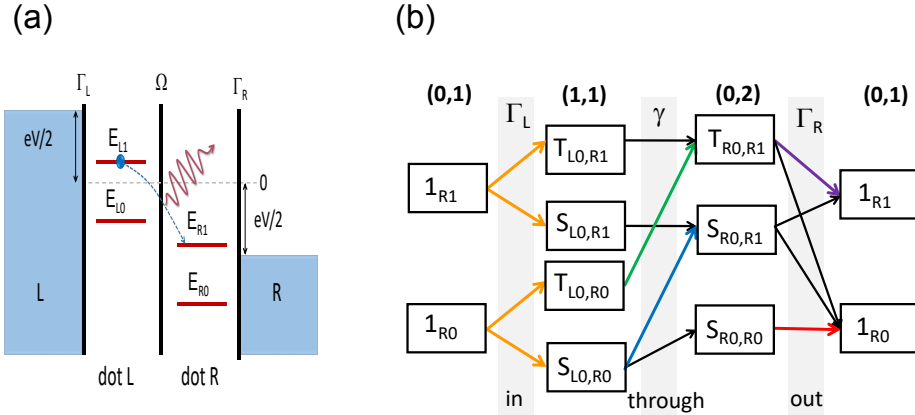 (a)
Γ_L Ω Γ_R
eV/2
E_L1
0
E_L0
E_R1
eV/2
E_R0
L
R
dot L
dot R
(b)
(0,1) (1,1) (0,2) (0,1)
Γ_L γ Γ_R
T_L0,R1
T_R0,R1
1_R1
1_R1
S_L0,R1
S_R0,R1
T_L0,R0
1_R0
S_R0,R0
1_R0
S_L0,R0
in through out